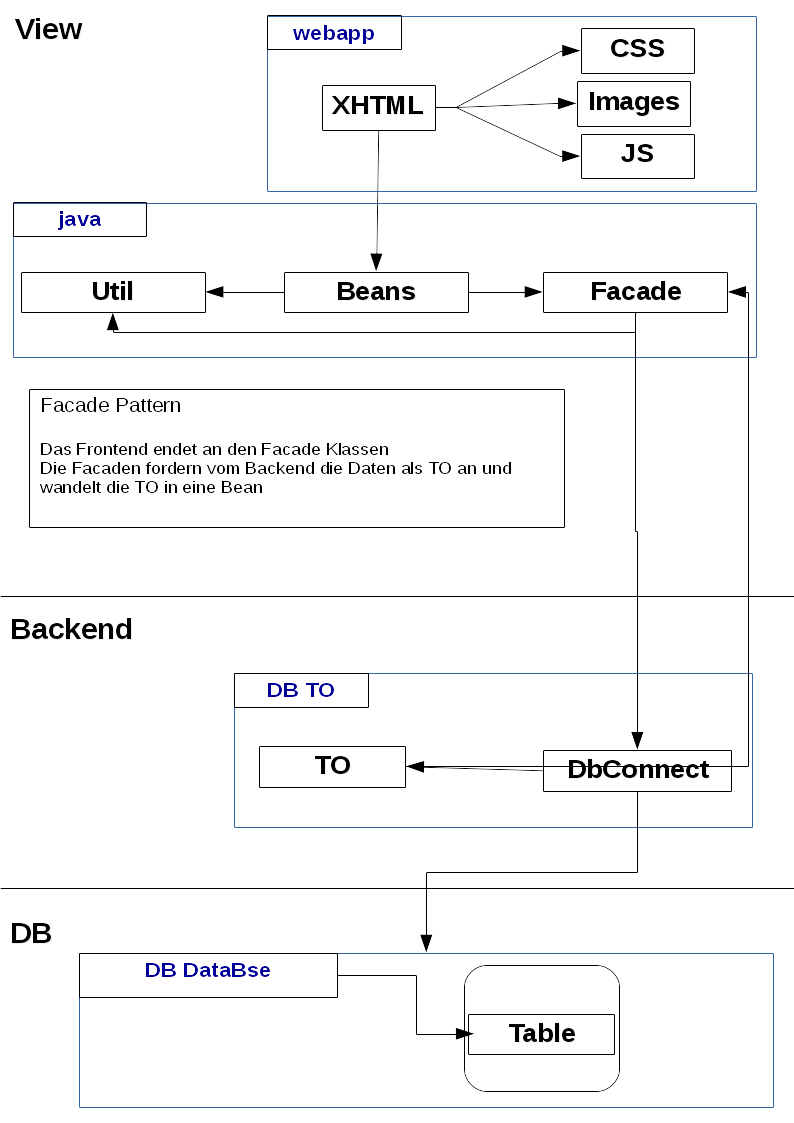 View
webapp
CSS
XHTML
Images
JS
java
Util
Beans
Facade
Facade Pattern
Das Frontend endet an den Facade Klassen
Die Facaden fordern vom Backend die Daten als TO an und
wandelt die TO in eine Bean
Backend
DB TO
TO
DbConnect
DB
DB DataBse
Table